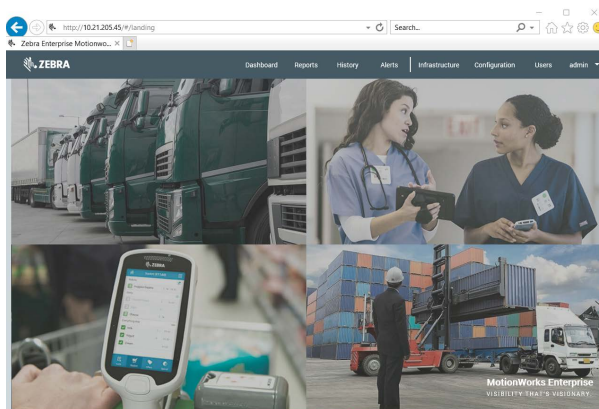 http://10.21.205.45/#/landing
Search...
Zebra Enterprise Motionwo...
ZEBRA
Dashboard Reports History Alerts Infrastructure Configuration Users admin
ZEBRA
MotionWorks Enterprise
VISIBILITY THAT'S VISIONARY